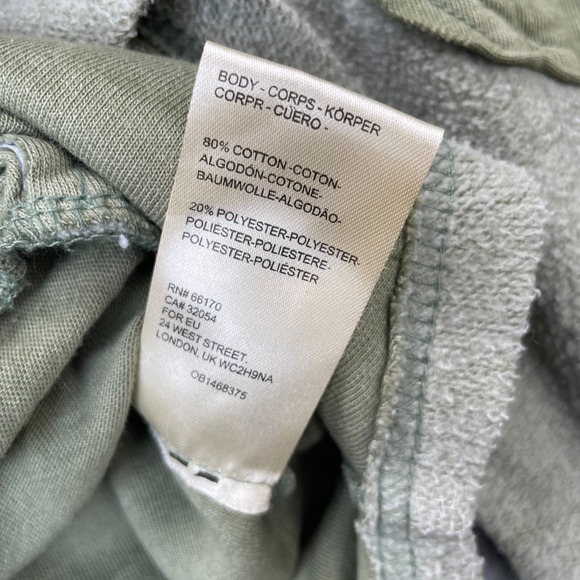 BODY - CORPS - KÖRPER
CORPR - CUERO -
80% COTTON -COTON-
ALGODÓN-COTONE-
BAUMWOLLE-ALGODÃO-
20% POLYESTER-POLYESTER-
POLIÉSTER-POLIESTERE-
POLYESTER-POLIÉSTER
RN# 66170
CA# 32054
FOR EU
24 WEST STREET.
LONDON, UK WC2H9NA
OB1468375